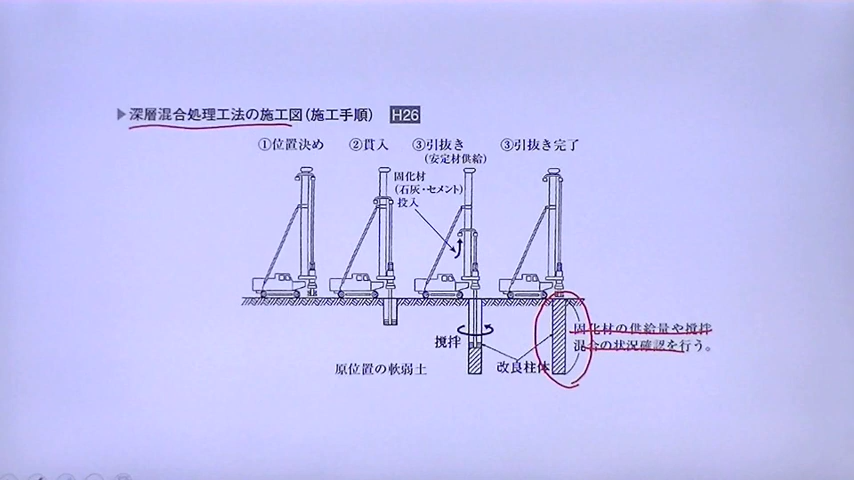 ▶深層混合処理工法の施工図(施工手順) H26
①位置決め ②貫入 ③引抜き ③引抜き完了
(安定材供給)
固化材
(石灰・セメント)
投入
固化材の供給量や撹拌
混合の状況確認を行う。
撹拌
改良柱体
原位置の軟弱土